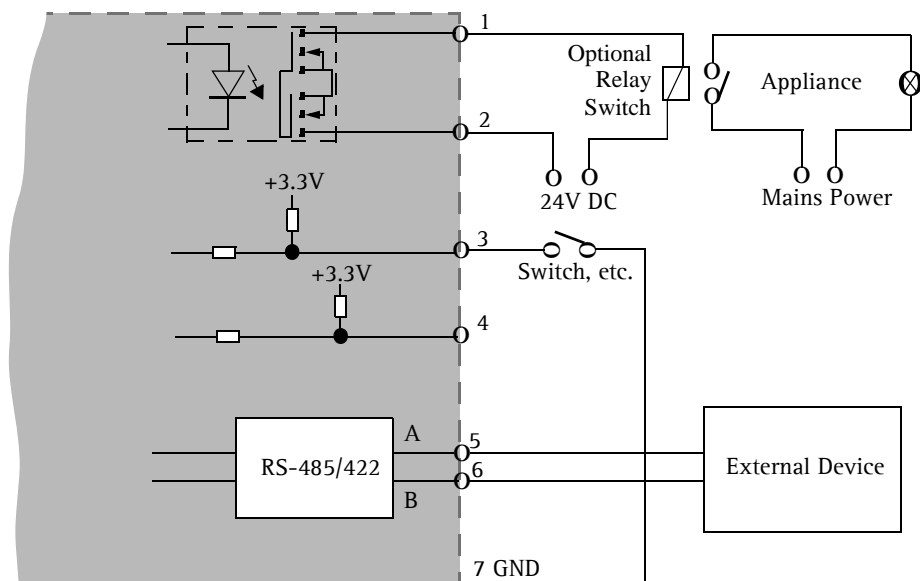 1
Optional
Relay
Switch
Appliance
2
24V DC
Mains Power
+3.3V
3
Switch, etc.
+3.3V
4
A
5
RS-485/422
6
External Device
B
7 GND